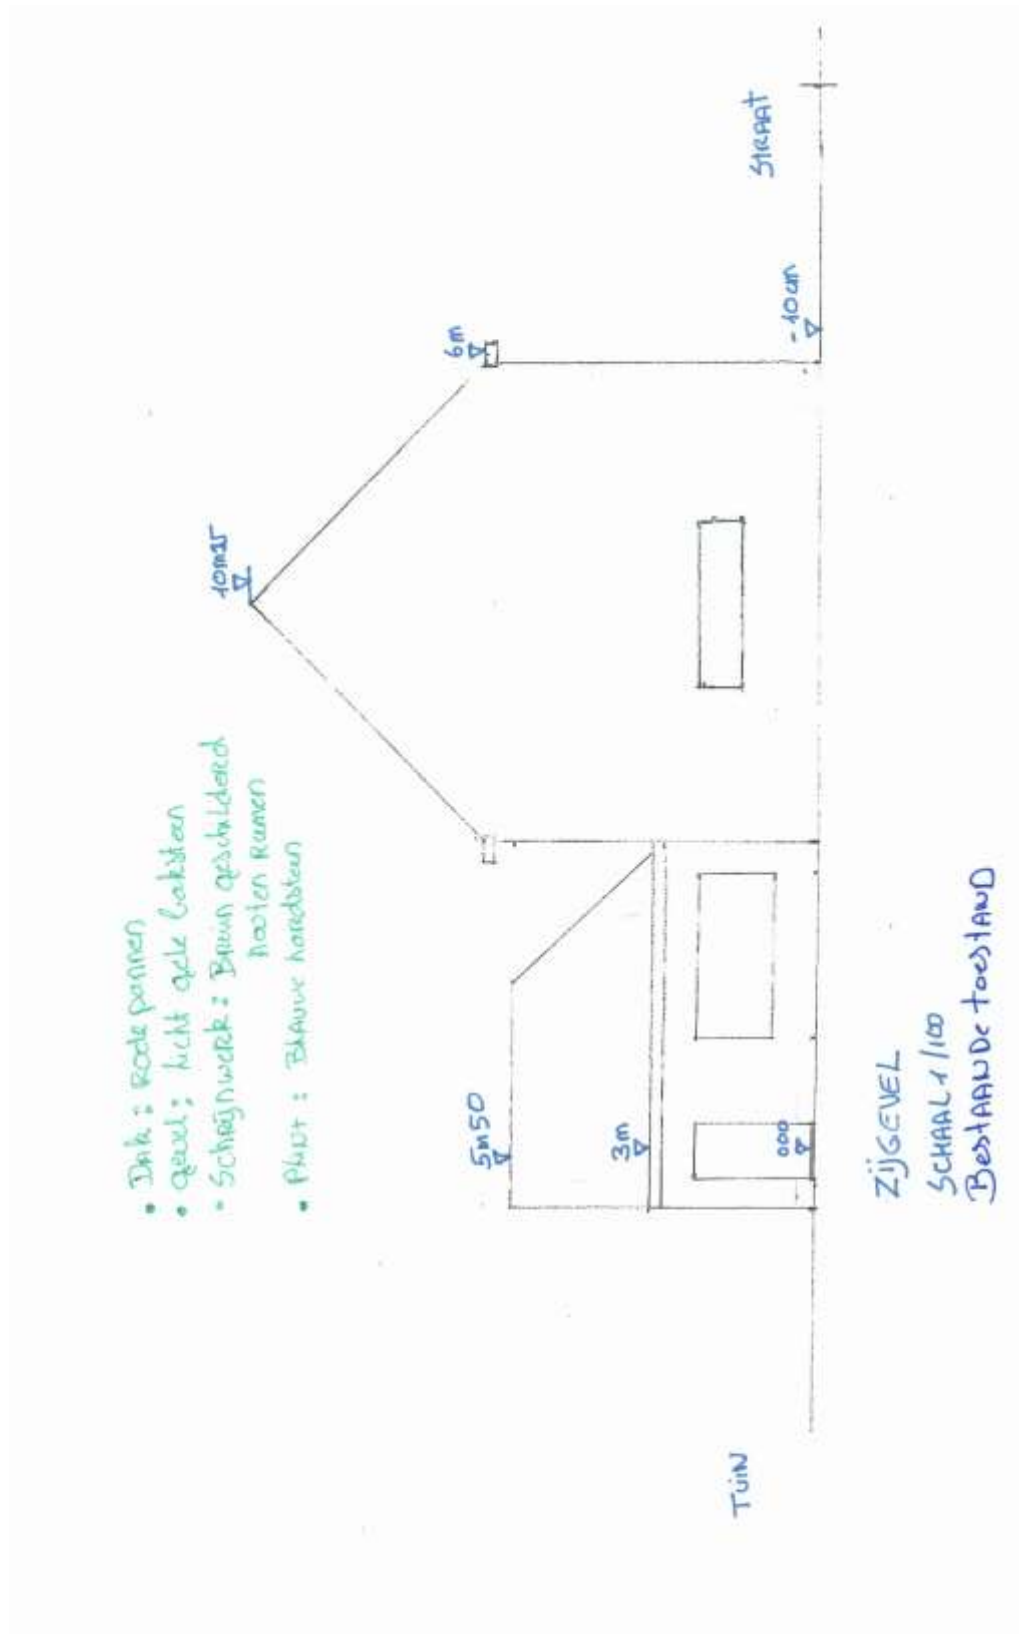 • Dak : Rode pannen
• gevel : licht gele baksteen
• Schrijnwerk : Bruin geschilderd
houten Ramen
• Plint : Blauwe hardsteen
10m25
6m
5m50
3m
000
-10cm
TUIN
STRAAT
ZIJGEVEL
SCHAAL 1/100
Bestaande toestand